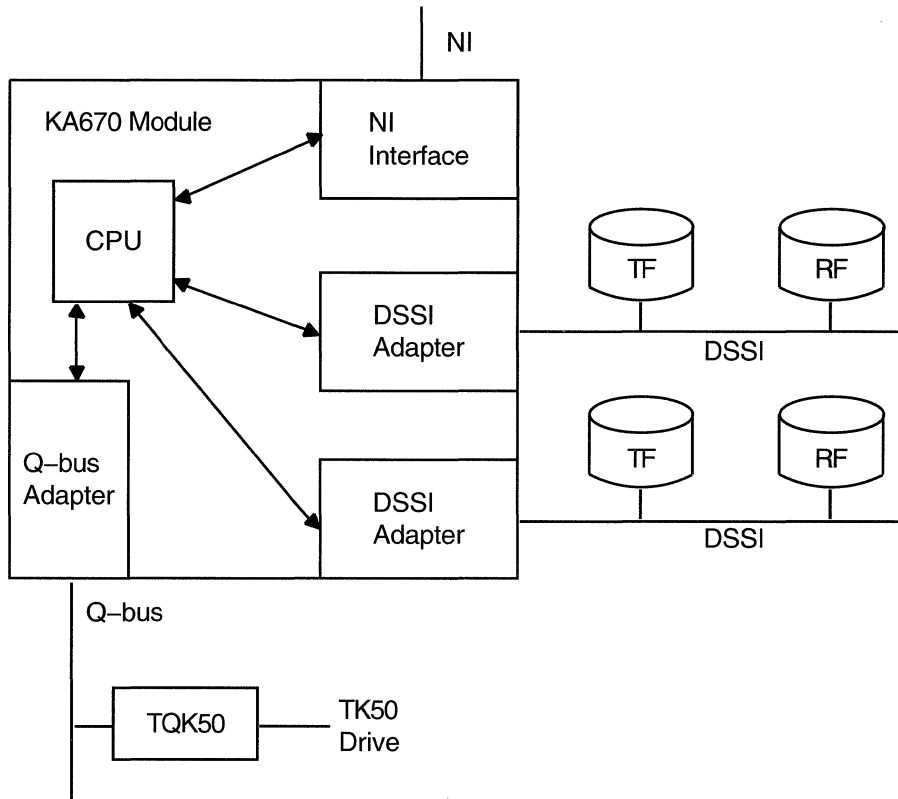 NI
KA670 Module
NI
Interface
CPU
TF
RF
DSSI
Adapter
DSSI
TF
RF
Q–bus
Adapter
DSSI
Adapter
DSSI
Q–bus
TQK50
TK50
Drive